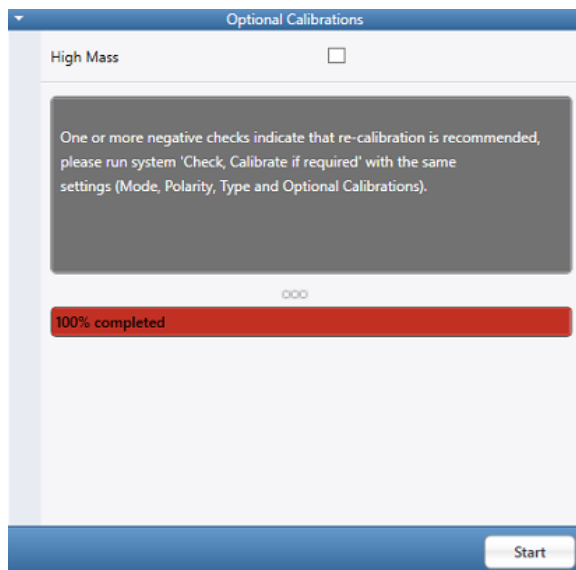 Optional Calibrations
High Mass
One or more negative checks indicate that re-calibration is recommended,
please run system 'Check, Calibrate if required' with the same
settings (Mode, Polarity, Type and Optional Calibrations).
100% completed
Start